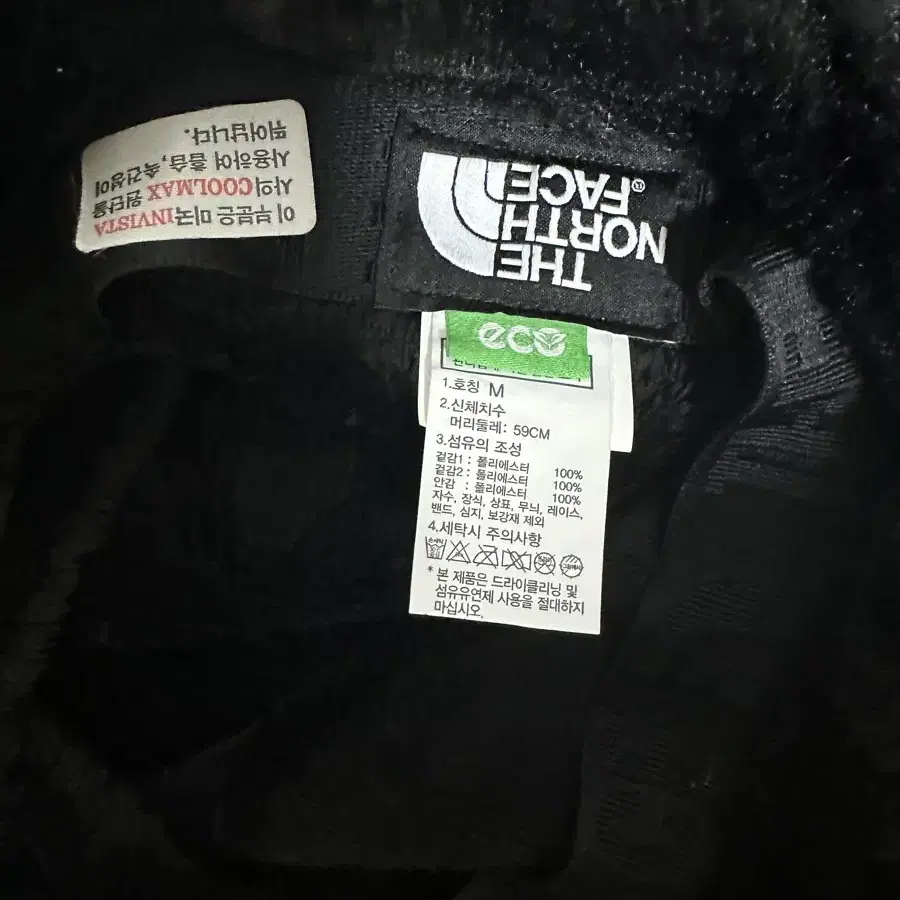 이 부분은 미국 INVISTA
사의 COOLMAX 원단을
사용하여 흡습, 속건성이
뛰어납니다.
THE
NORTH
FACE®
eco
1.호칭 M
2.신체치수
머리둘레: 59CM
3.섬유의 조성
겉감1 : 폴리에스터 100%
겉감2 : 폴리에스터 100%
안감 : 폴리에스터 100%
자수, 장식, 상표, 무늬, 레이스,
밴드, 심지, 보강재 제외
4.세탁시 주의사항
* 본 제품은 드라이클리닝 및
섬유유연제 사용을 절대하지
마십시오.